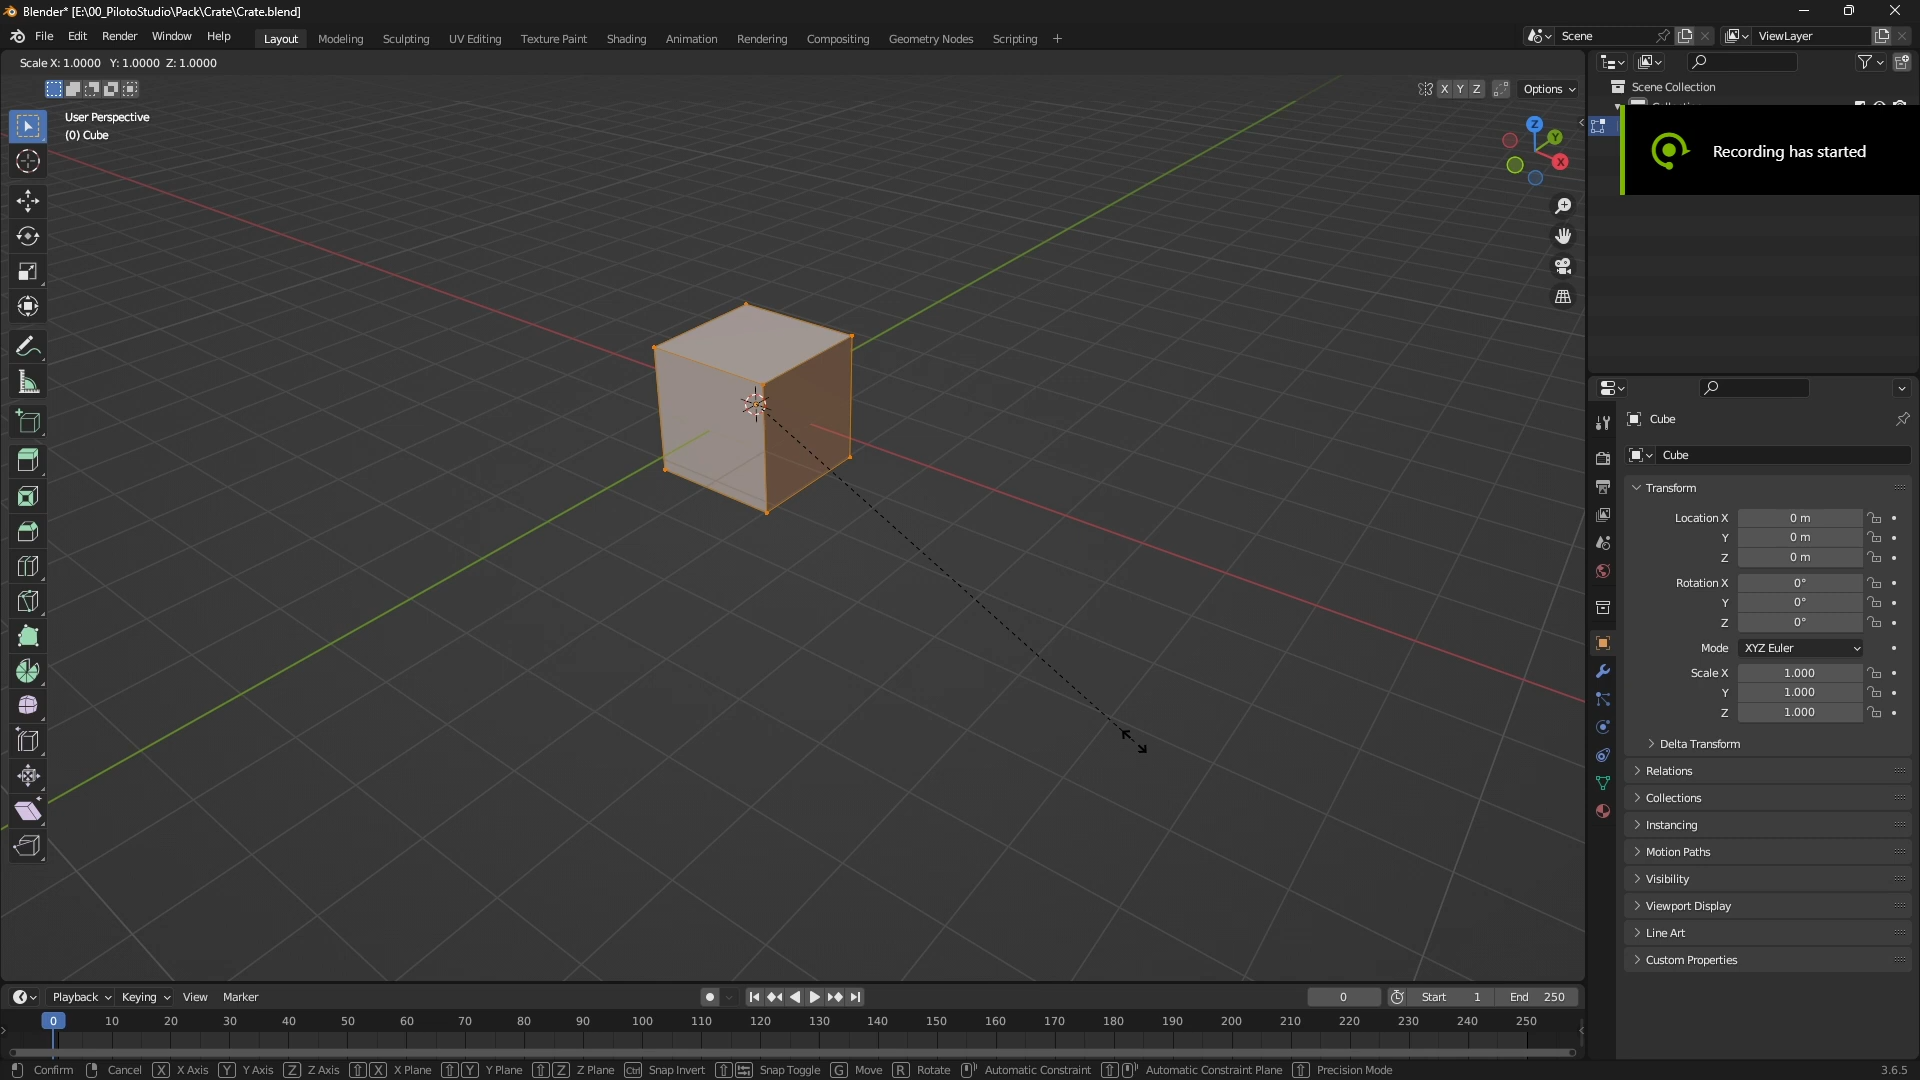 Blender* [E:\00_PilotoStudio\Pack\Crate\Crate.blend]
File Edit Render Window Help Layout Modeling Sculpting UV Editing Texture Paint Shading Animation Rendering Compositing Geometry Nodes Scripting + Scene ViewLayer
Scale X: 1.0000 Y: 1.0000 Z: 1.0000
X Y Z Options
Scene Collection
User Perspective
(0) Cube
Z
Y
X
Recording has started
Cube
Cube
Transform
Location X 0 m
Y 0 m
Z 0 m
Rotation X 0°
Y 0°
Z 0°
Mode XYZ Euler
Scale X 1.000
Y 1.000
Z 1.000
Delta Transform
Relations
Collections
Instancing
Motion Paths
Visibility
Viewport Display
Line Art
Custom Properties
Playback Keying View Marker 0 Start 1 End 250
0 10 20 30 40 50 60 70 80 90 100 110 120 130 140 150 160 170 180 190 200 210 220 230 240 250
Confirm Cancel X X Axis Y Y Axis Z Z Axis X X Plane Y Y Plane Z Z Plane Ctrl Snap Invert Snap Toggle G Move R Rotate Automatic Constraint Automatic Constraint Plane Precision Mode 3.6.5